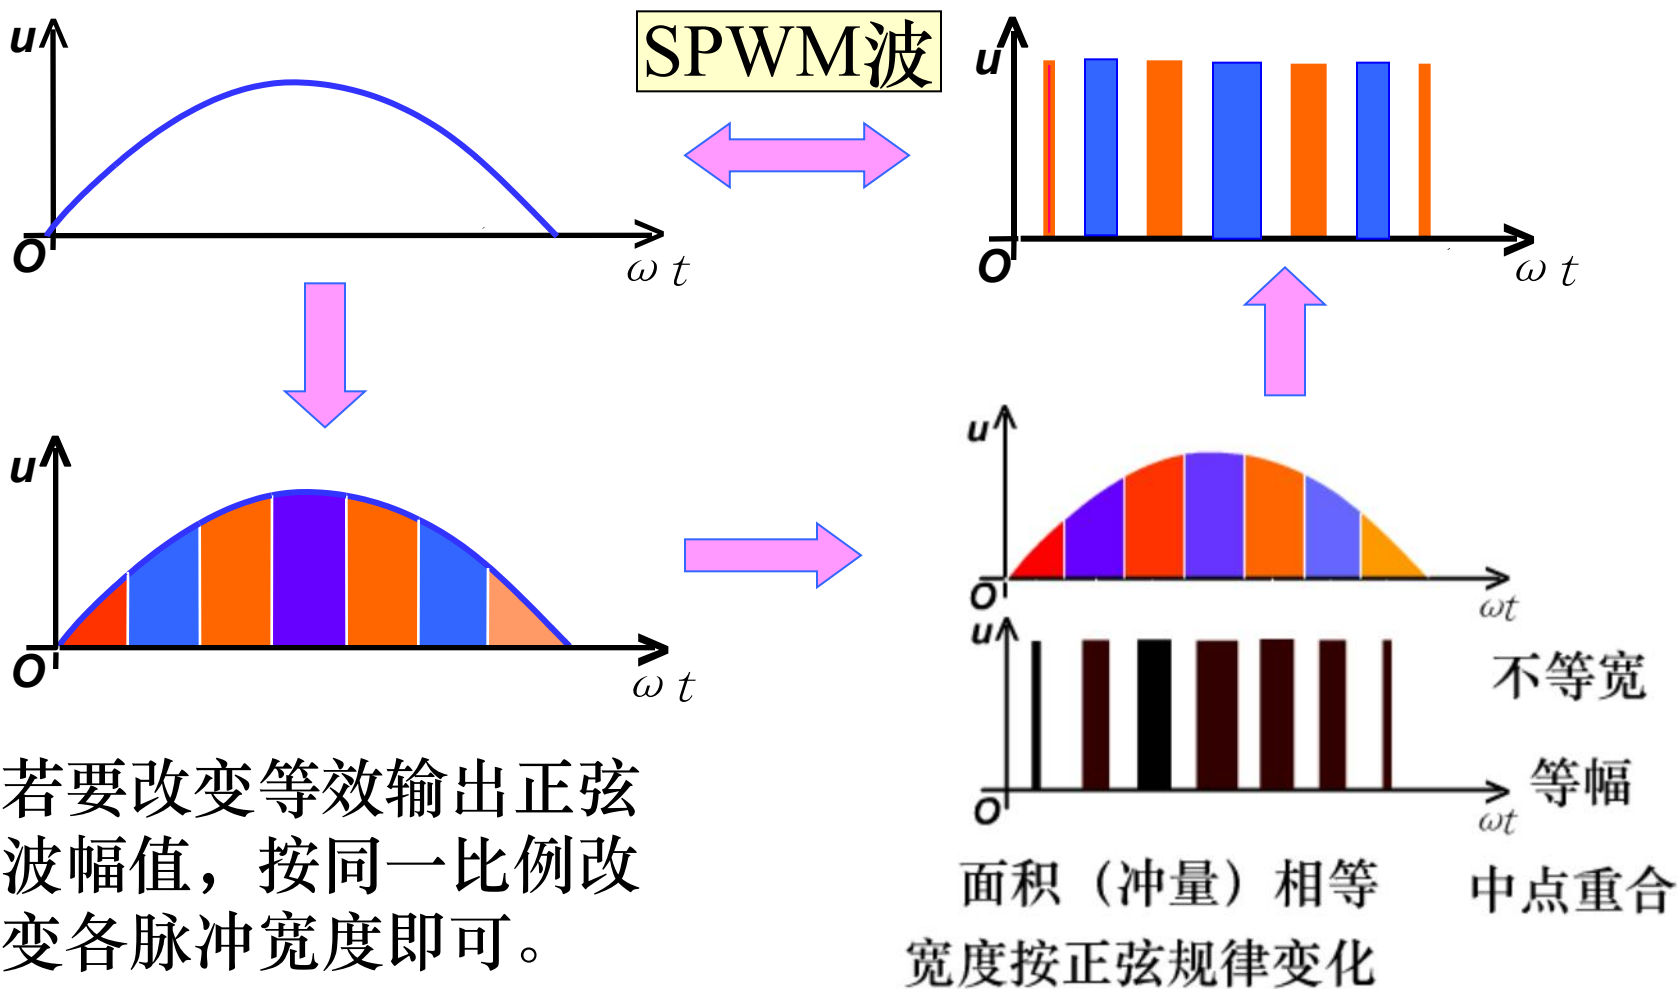 u
O
ω t
SPWM波
u
O
ω t
u
O
ω t
u
O
ωt
u
O
ωt
不等宽
等幅
若要改变等效输出正弦
波幅值，按同一比例改
变各脉冲宽度即可。
面积（冲量）相等
中点重合
宽度按正弦规律变化